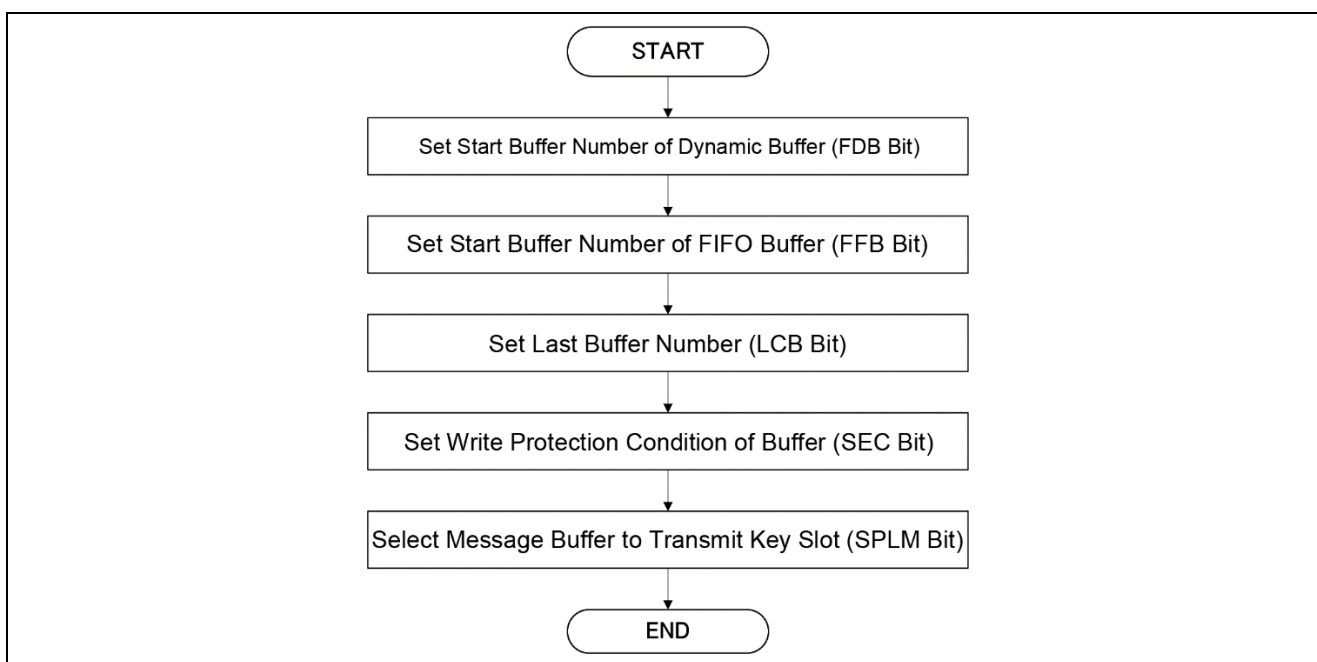 START
Set Start Buffer Number of Dynamic Buffer (FDB Bit)
Set Start Buffer Number of FIFO Buffer (FFB Bit)
Set Last Buffer Number (LCB Bit)
Set Write Protection Condition of Buffer (SEC Bit)
Select Message Buffer to Transmit Key Slot (SPLM Bit)
END